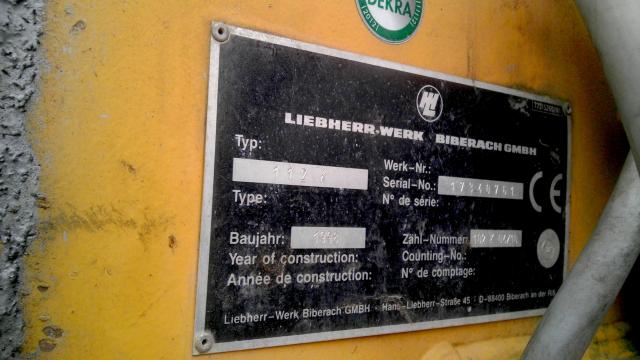 DEKRA
LIEBHERR-WERK BIBERACH GMBH
Typ:
Type:
Werk-Nr.:
Serial-No.:
N° de série:
CE
Baujahr:
Year of construction:
Année de construction:
Zähl-Nummer:
Counting-No.:
N° de comptage:
Liebherr-Werk Biberach GMBH · Hans-Liebherr-Straße 45 · D-88400 Biberach an der Riß